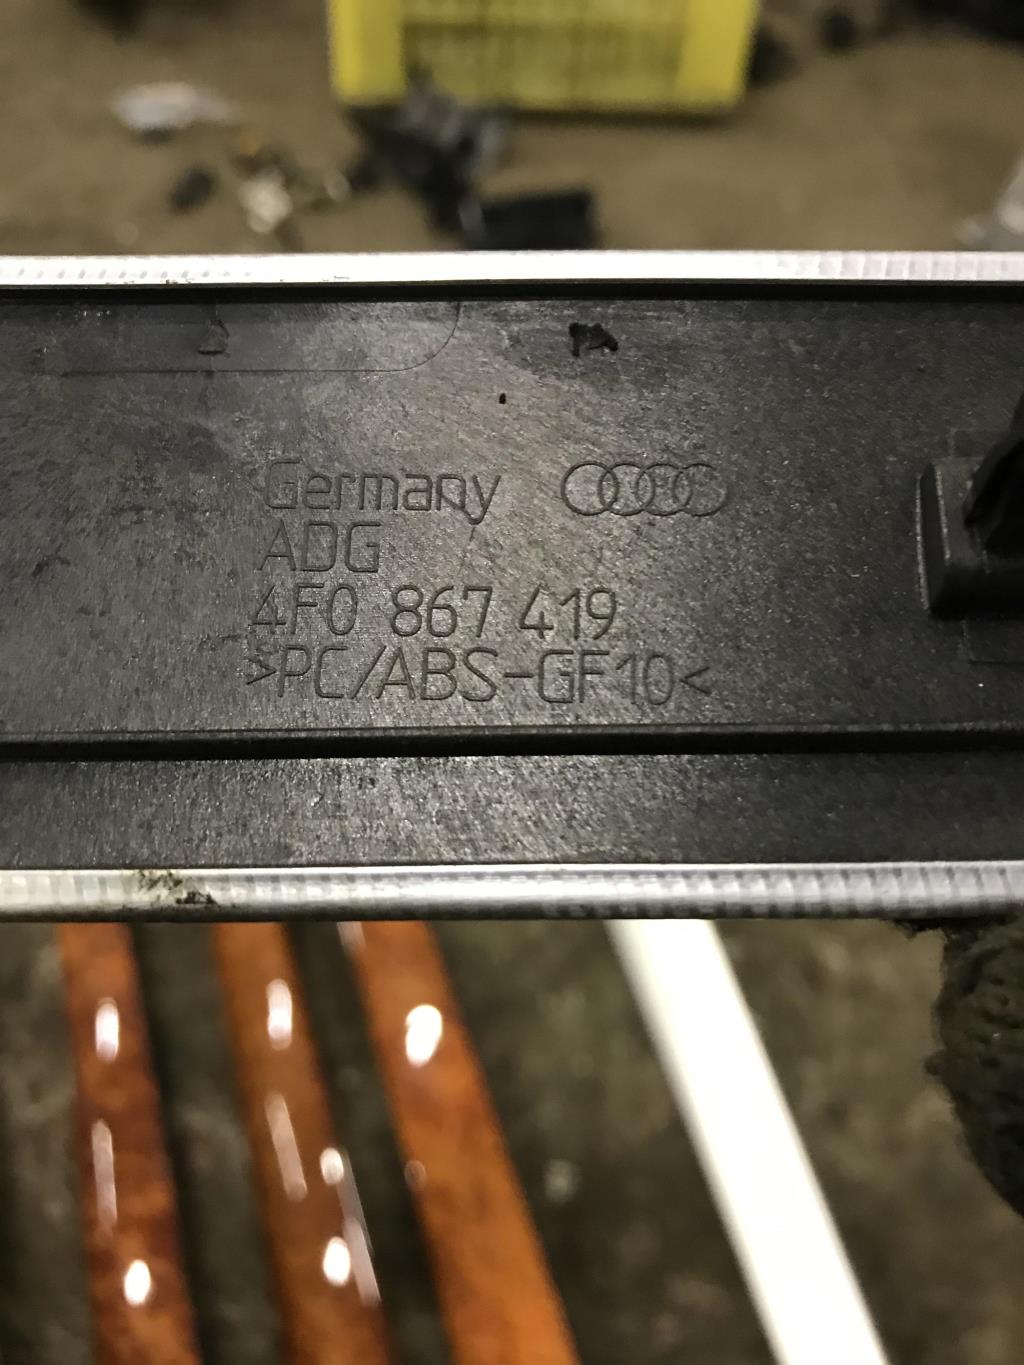 Germany
ADG
4F0 867 419
>PC/ABS-GF10<